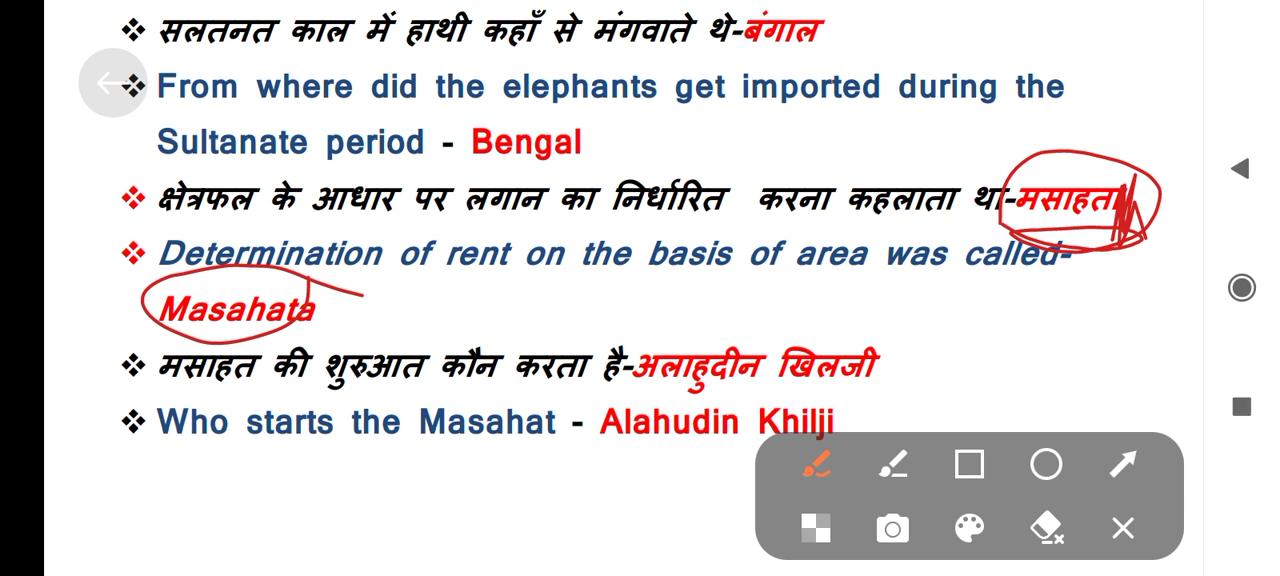 ❖ सलतनत काल में हाथी कहाँ से मंगवाते थे-बंगाल
❖ From where did the elephants get imported during the
Sultanate period - Bengal
❖ क्षेत्रफल के आधार पर लगान का निर्धारित करना कहलाता था-मसाहता
❖ Determination of rent on the basis of area was called-
Masahata
❖ मसाहत की शुरुआत कौन करता है-अलाहुदीन खिलजी
❖ Who starts the Masahat - Alahudin Khilji